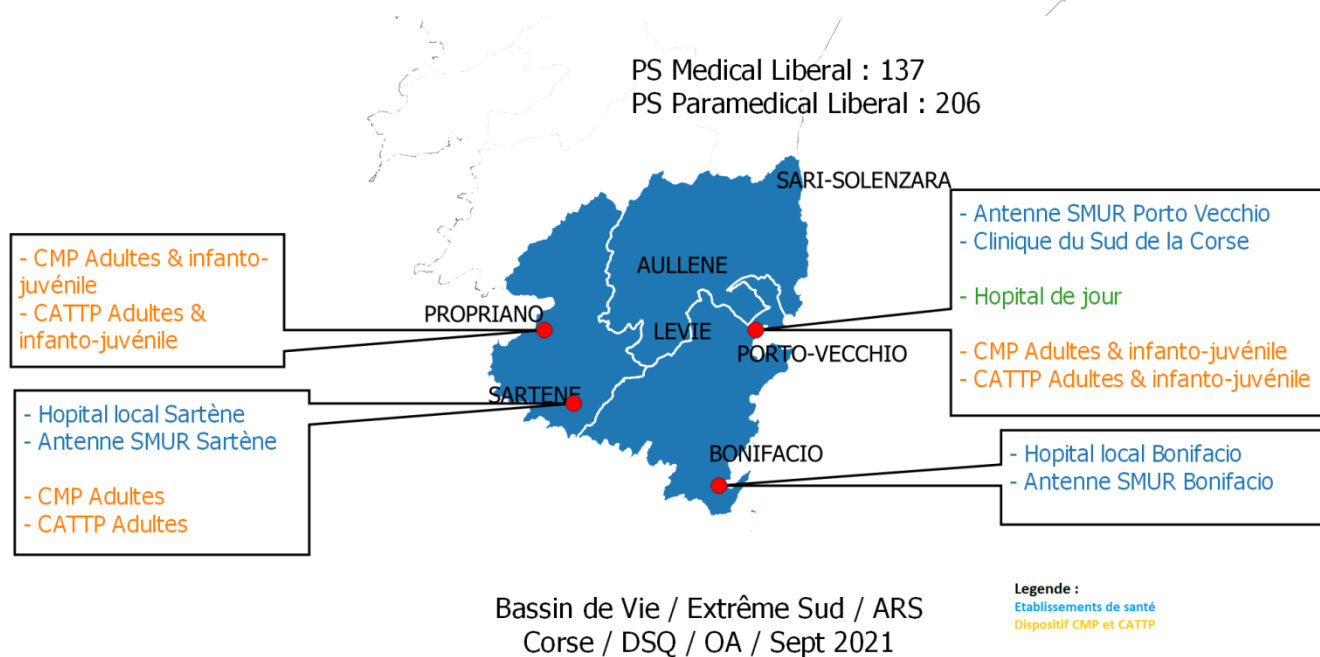 PS Medical Liberal : 137
PS Paramedical Liberal : 206
SARI-SOLENZARA
- Antenne SMUR Porto Vecchio
- Clinique du Sud de la Corse
- Hopital de jour
- CMP Adultes & infanto-juvénile
- CATTP Adultes & infanto-juvénile
- CMP Adultes & infanto-
juvénile
- CATTP Adultes &
infanto-juvénile
AULLENE
PROPRIANO
LEVIE
PORTO-VECCHIO
SARTENE
- Hopital local Sartène
- Antenne SMUR Sartène
- CMP Adultes
- CATTP Adultes
BONIFACIO
- Hopital local Bonifacio
- Antenne SMUR Bonifacio
Bassin de Vie / Extrême Sud / ARS
Corse / DSQ / OA / Sept 2021
Legende :
Etablissements de santé
Dispositif CMP et CATTP